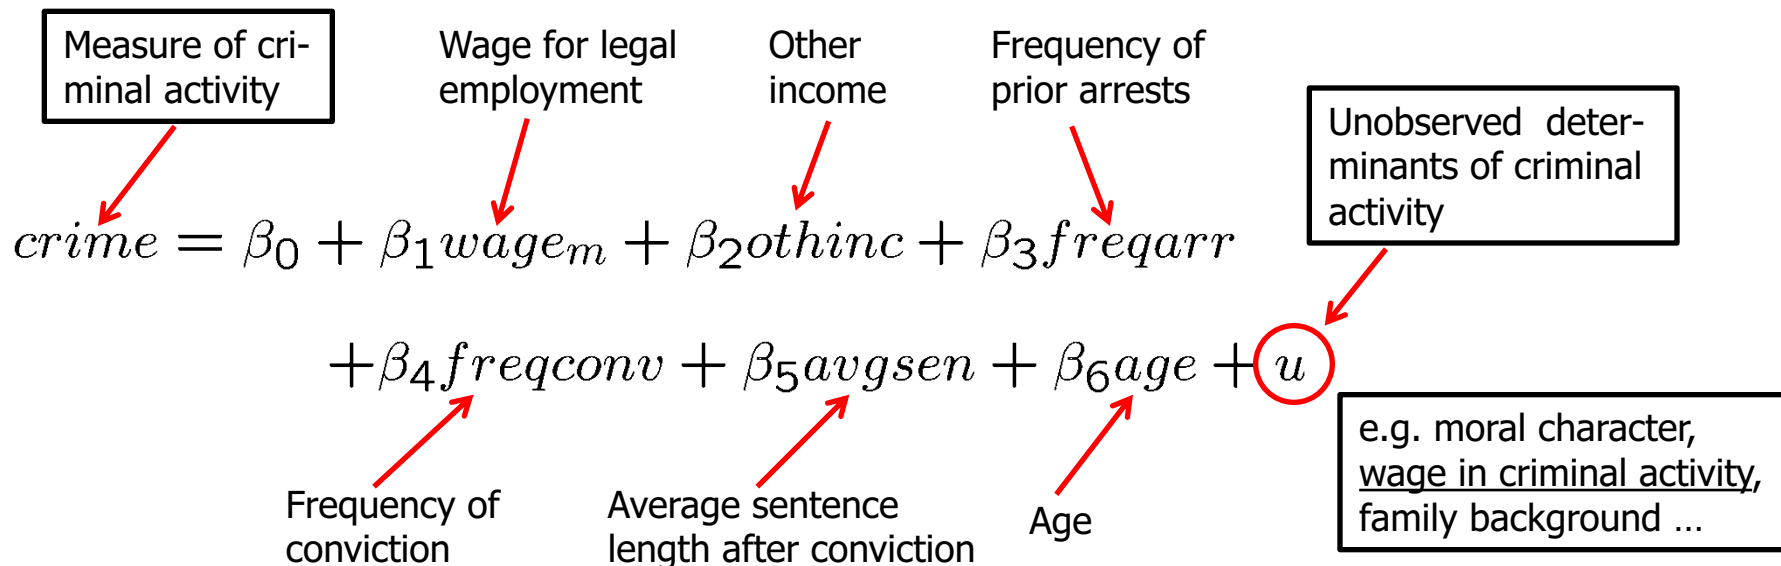 Measure of cri-
minal activity
Wage for legal
employment
Other
income
Frequency of
prior arrests
Unobserved deter-
minants of criminal
activity
crime = β₀ + β₁wageₘ + β₂othinc + β₃freqarr
+β₄freqconv + β₅avgsen + β₆age + u
Frequency of
conviction
Average sentence
length after conviction
Age
e.g. moral character,
wage in criminal activity,
family background ...